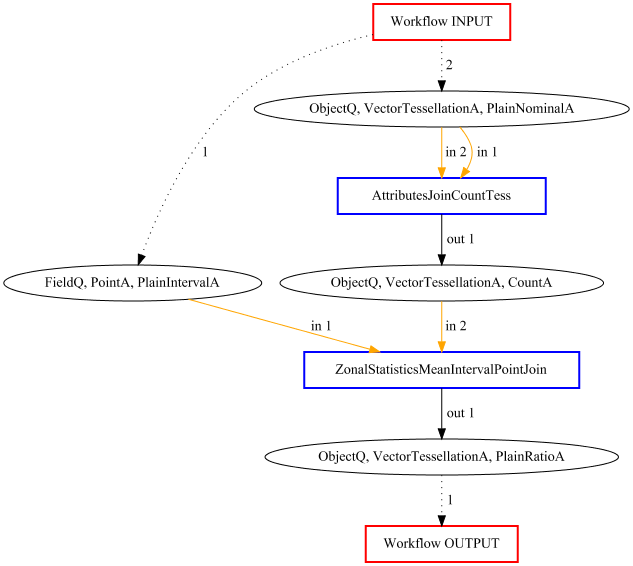 Workflow INPUT
2
ObjectQ, VectorTessellationA, PlainNominalA
1
in 2
in 1
AttributesJoinCountTess
out 1
FieldQ, PointA, PlainIntervalA
ObjectQ, VectorTessellationA, CountA
in 1
in 2
ZonalStatisticsMeanIntervalPointJoin
out 1
ObjectQ, VectorTessellationA, PlainRatioA
1
Workflow OUTPUT